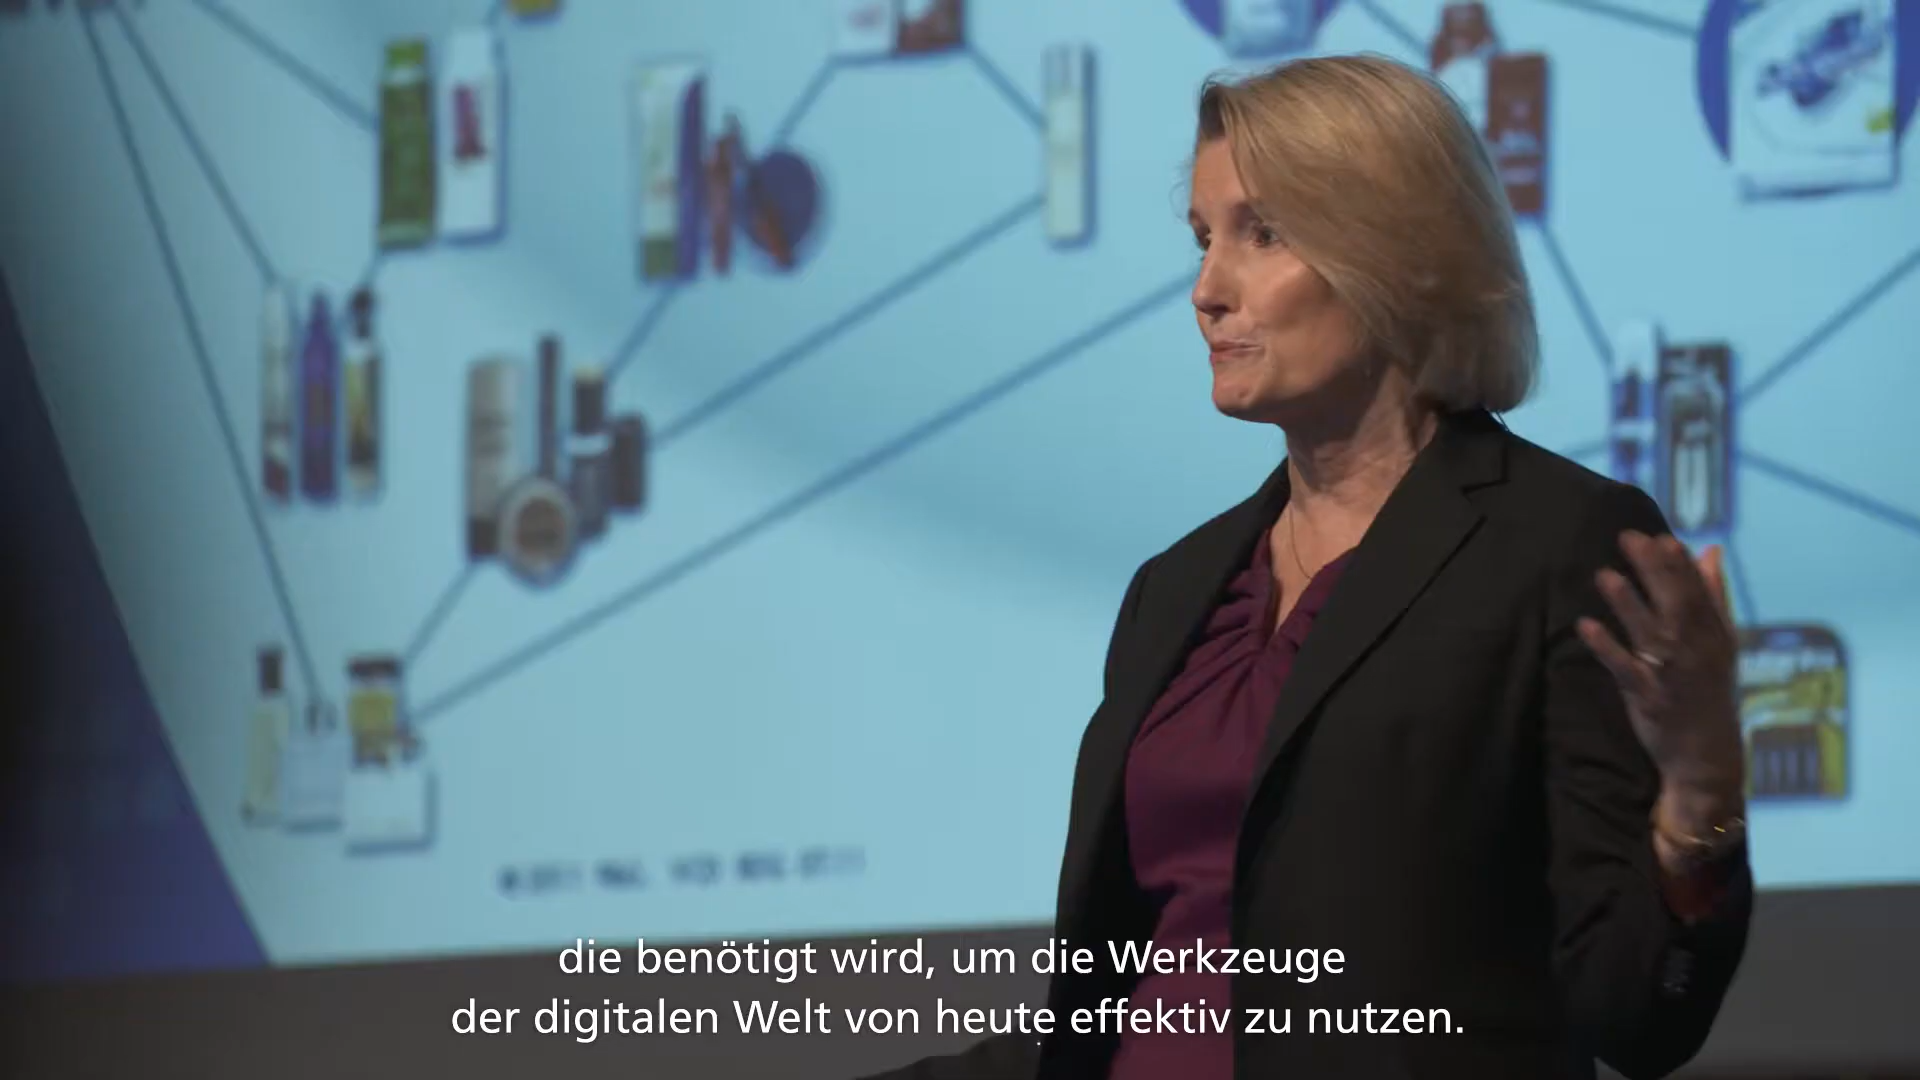 die benötigt wird, um die Werkzeuge
der digitalen Welt von heute effektiv zu nutzen.